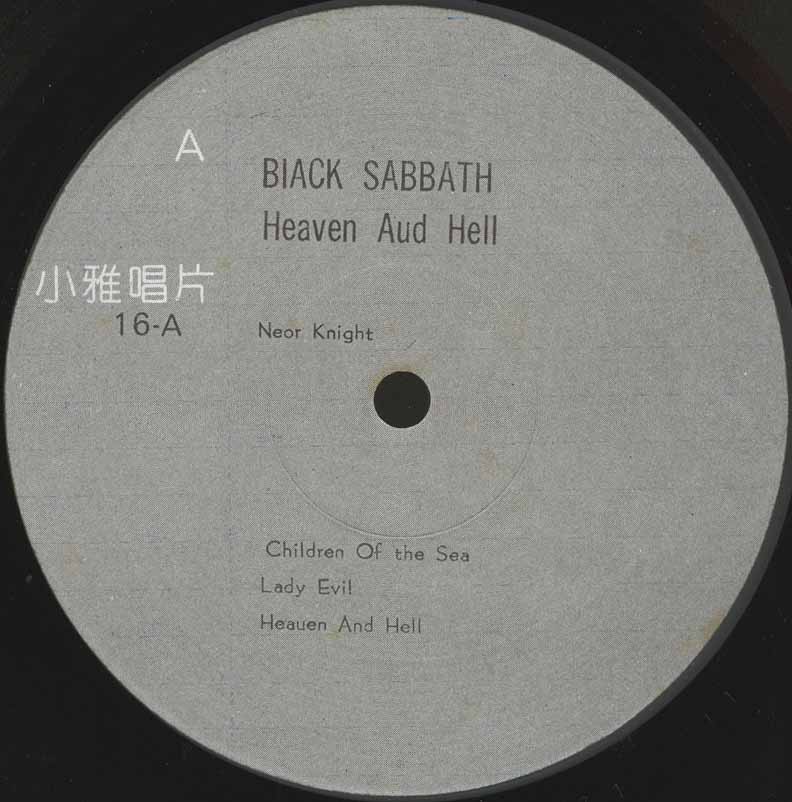 A
BIACK SABBATH
Heaven Aud Hell
小雅唱片
16-A
Neor Knight
Children Of the Sea
Lady Evil
Heauen And Hell